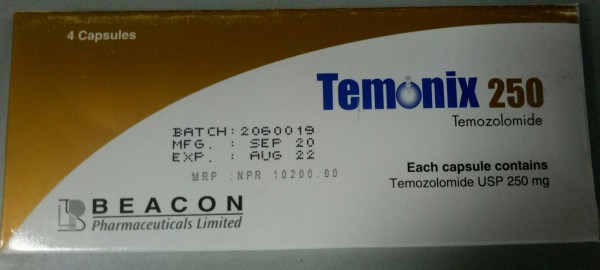 4 Capsules
Temonix 250
Temozolomide
BATCH: 2060019
MFG. : SEP 20
EXP. : AUG 22
MRP :NPR 10200.00
Each capsule contains
Temozolomide USP 250 mg
BEACON
Pharmaceuticals Limited